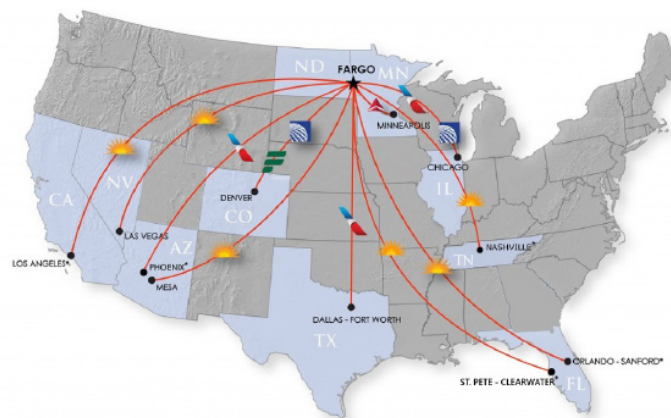 ND
MN
FARGO
MINNEAPOLIS
CHICAGO
IL
CA
NV
DENVER
CO
LAS VEGAS
AZ
LOS ANGELES*
PHOENIX*
MESA
NASHVILLE*
TN
DALLAS - FORT WORTH
TX
ORLANDO - SANFORD*
ST. PETE - CLEARWATER*
FL